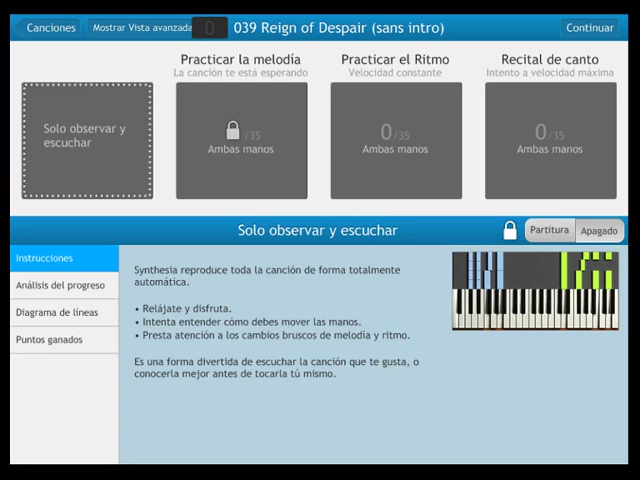 Canciones
Mostrar Vista avanzada
0
039 Reign of Despair (sans intro)
Continuar
Practicar la melodía
La canción te está esperando
Practicar el Ritmo
Velocidad constante
Recital de canto
Intento a velocidad máxima
Solo observar y
escuchar
/35
Ambas manos
0/35
Ambas manos
0/35
Ambas manos
Solo observar y escuchar
Partitura
Apagado
Instrucciones
Análisis del progreso
Diagrama de líneas
Puntos ganados
Synthesia reproduce toda la canción de forma totalmente
automática.
• Relájate y disfruta.
• Intenta entender cómo debes mover las manos.
• Presta atención a los cambios bruscos de melodía y ritmo.
Es una forma divertida de escuchar la canción que te gusta, o
conocerla mejor antes de tocarla tú mismo.